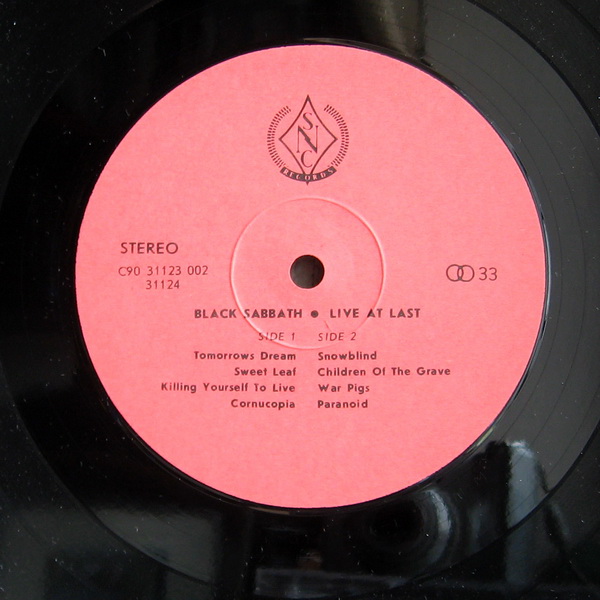 SNC
RECORDS
STEREO
C90 31123 002
31124
33
BLACK SABBATH ● LIVE AT LAST
SIDE 1 SIDE 2
Tomorrows Dream Snowblind
Sweet Leaf Children Of The Grave
Killing Yourself To Live War Pigs
Cornucopia Paranoid